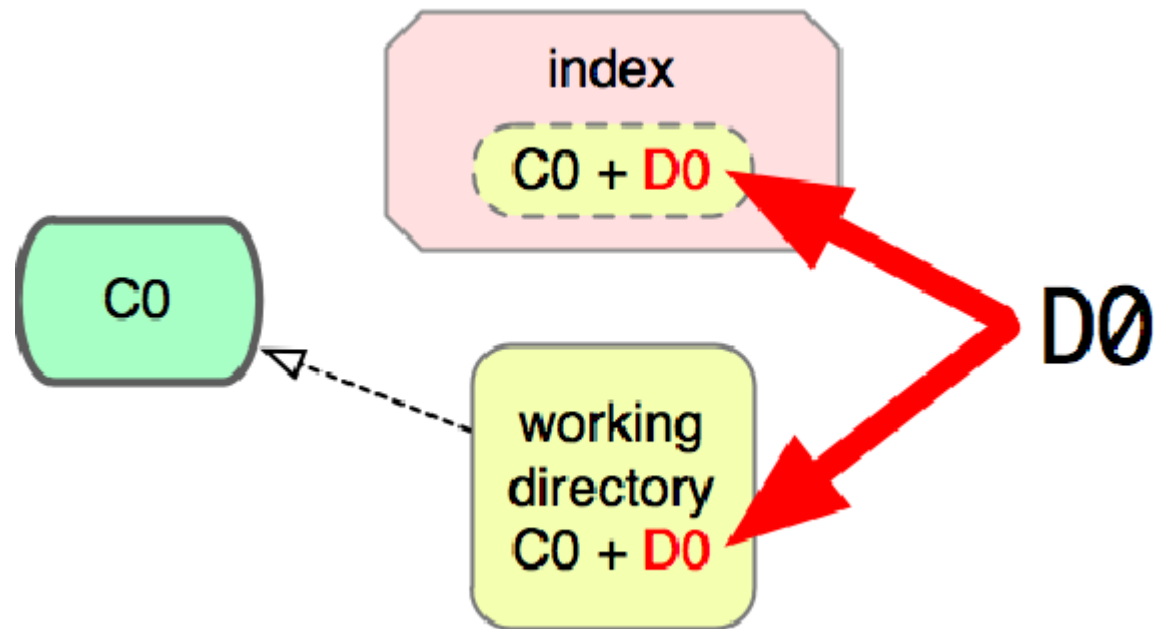 index
C0 + D0
C0
D0
working
directory
C0 + D0